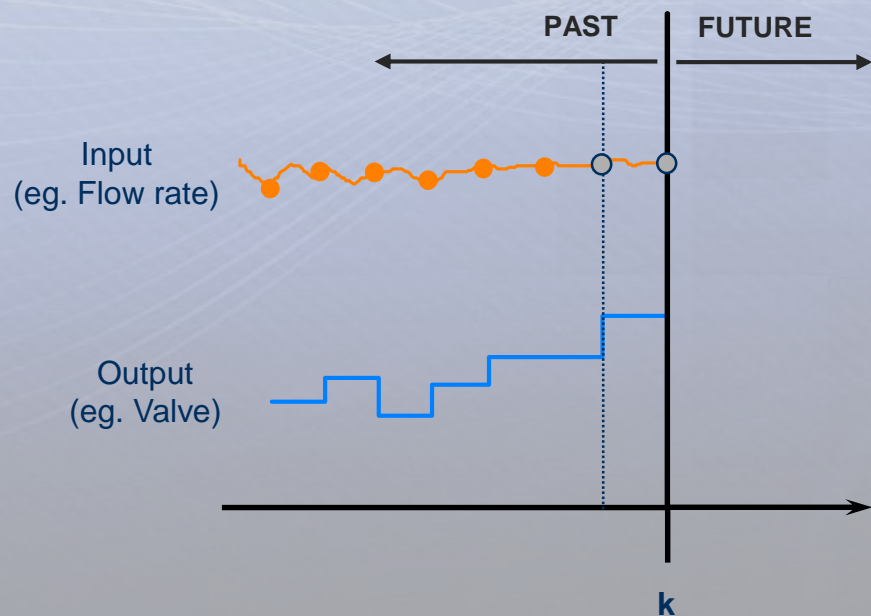 PAST
FUTURE
Input
(eg. Flow rate)
Output
(eg. Valve)
k